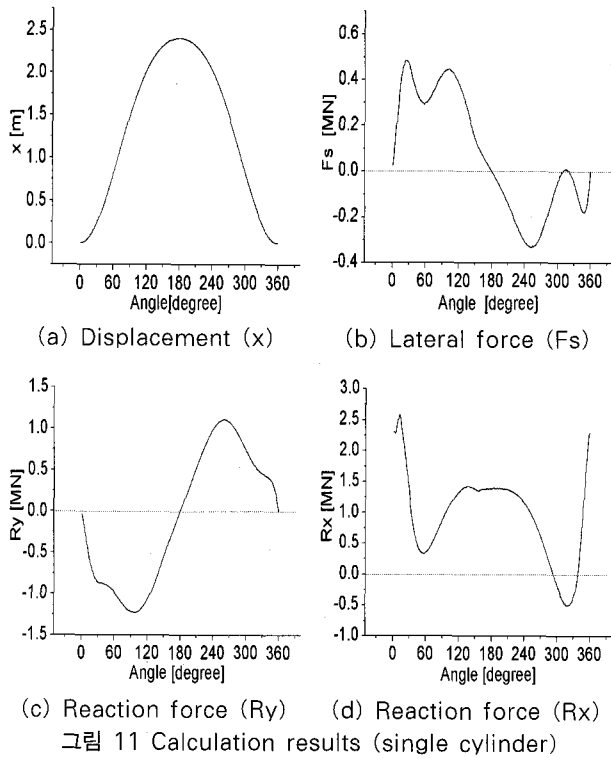 2.5
2.0
1.5
1.0
0.5
0.0
x [m]
0 60 120 180 240 300 360
Angle[degree]
(a) Displacement (x)
0.6
0.4
0.2
0.0
-0.2
-0.4
Fs [MN]
0 60 120 180 240 300 360
Angle [degree]
(b) Lateral force (Fs)
1.5
1.0
0.5
0.0
-0.5
-1.0
-1.5
Ry [MN]
0 60 120 180 240 300 360
Angle [degree]
(c) Reaction force (Ry)
3.0
2.5
2.0
1.5
1.0
0.5
0.0
-0.5
-1.0
Rx [MN]
0 60 120 180 240 300 360
Angle [degree]
(d) Reaction force (Rx)
그림 11 Calculation results (single cylinder)